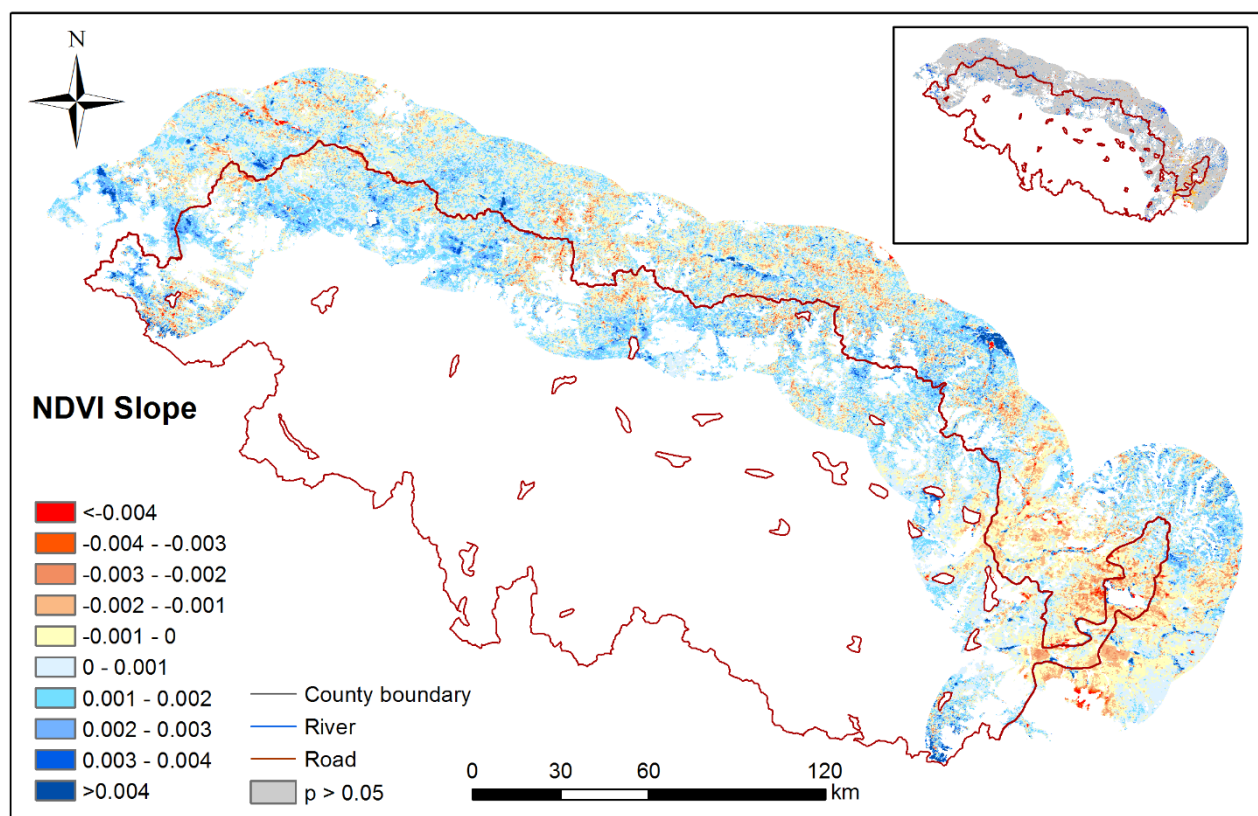 N
NDVI Slope
<-0.004
-0.004 - -0.003
-0.003 - -0.002
-0.002 - -0.001
-0.001 - 0
0 - 0.001
0.001 - 0.002
0.002 - 0.003
0.003 - 0.004
>0.004
County boundary
River
Road
p > 0.05
0 30 60 120
km